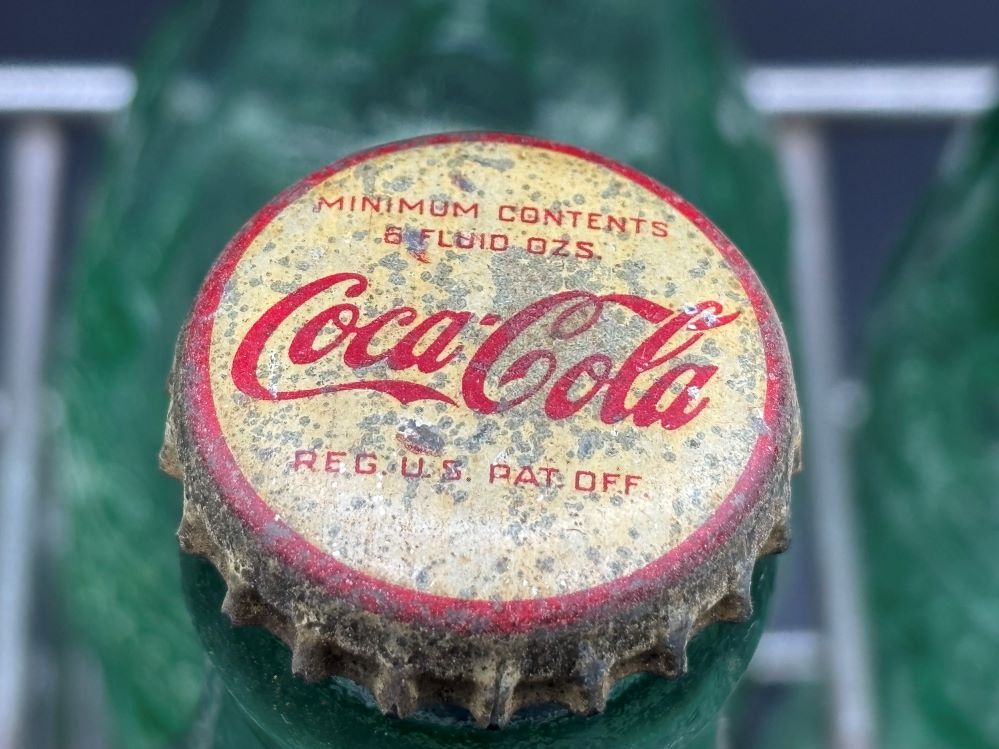 MINIMUM CONTENTS
6 FLUID OZS.
Coca-Cola
REG. U.S. PAT. OFF.